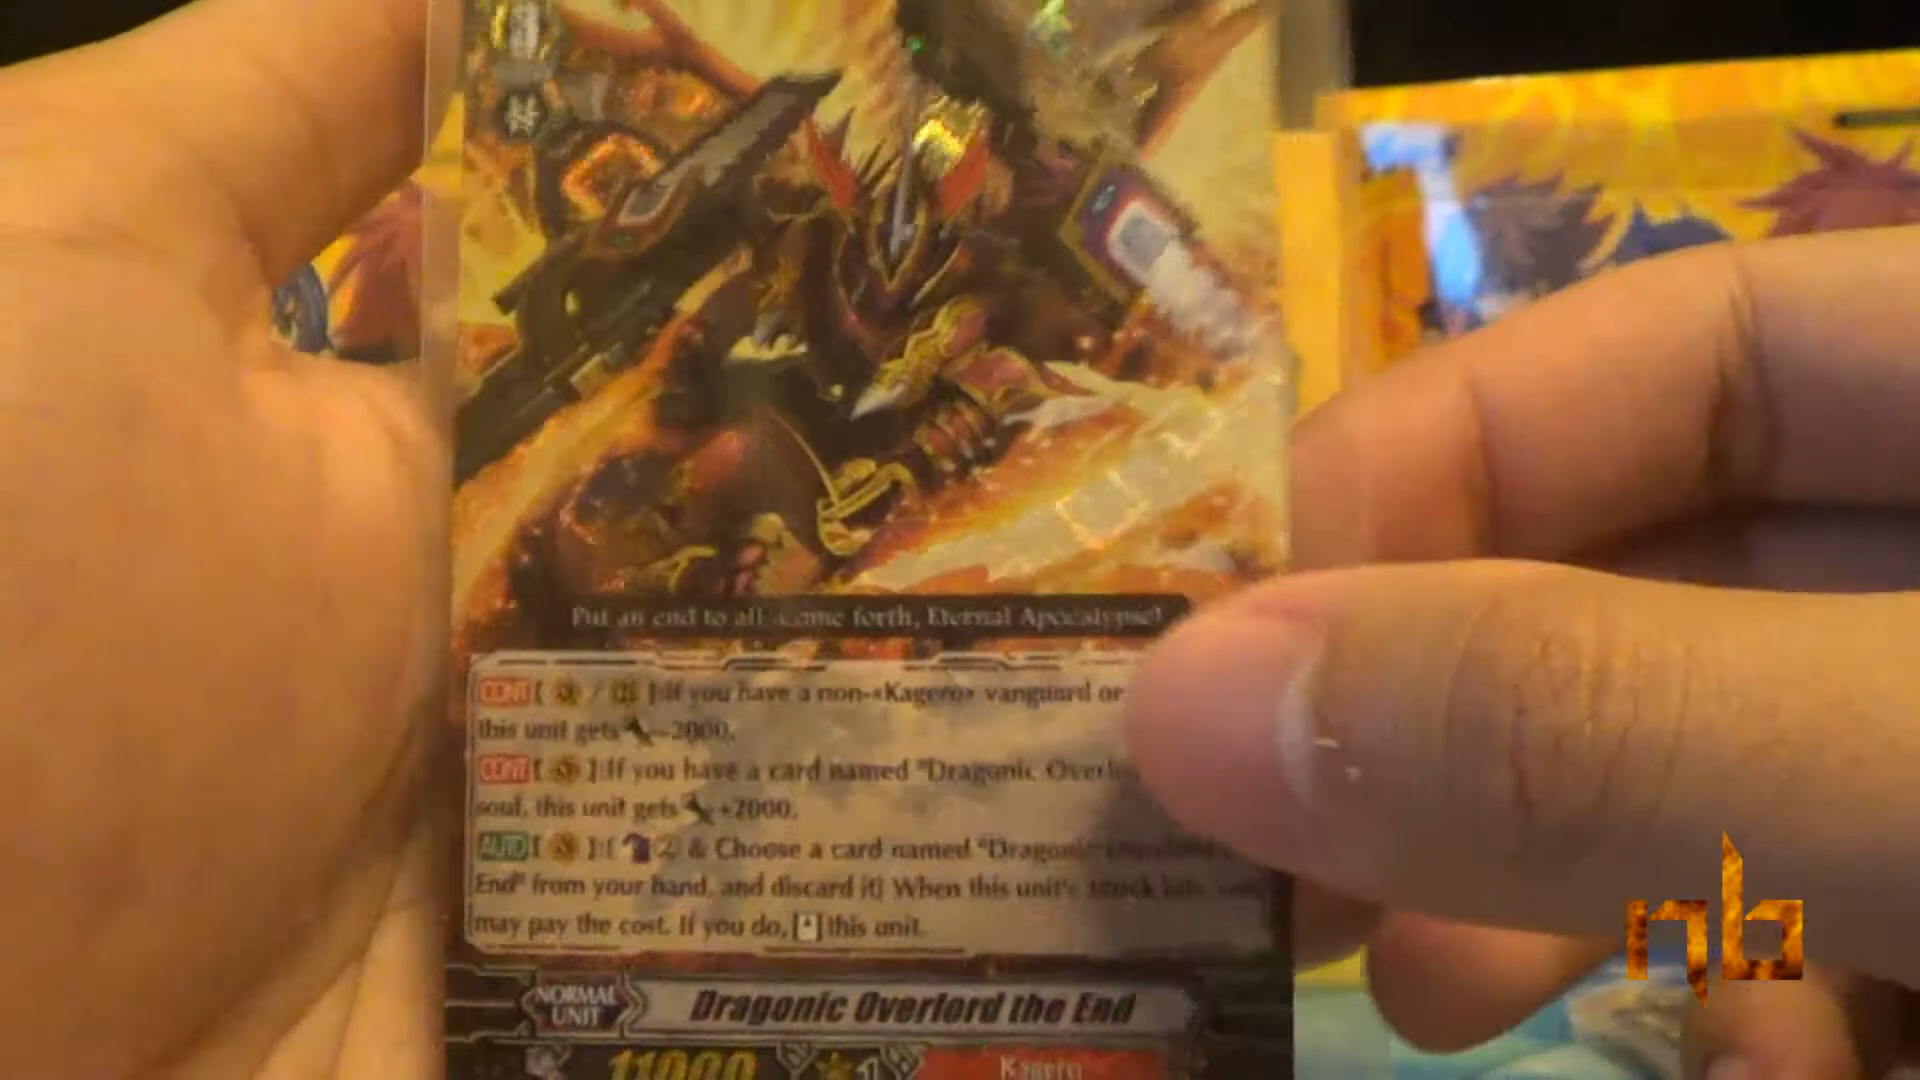 Put an end to all come forth, Eternal Apocalypse!
CONT[ / ]:If you have a non-«Kagero» vanguard or
this unit gets -2000.
CONT[ ]:If you have a card named "Dragonic
soul, this unit gets +2000.
AUTO[ ]:[ 2 & Choose a card named "Dragonic
End" from your hand, and discard it] When this unit's
may pay the cost. If you do, this unit.
NORMAL
UNIT
Dragonic Overlord the End
11000
1
Kagero
nb